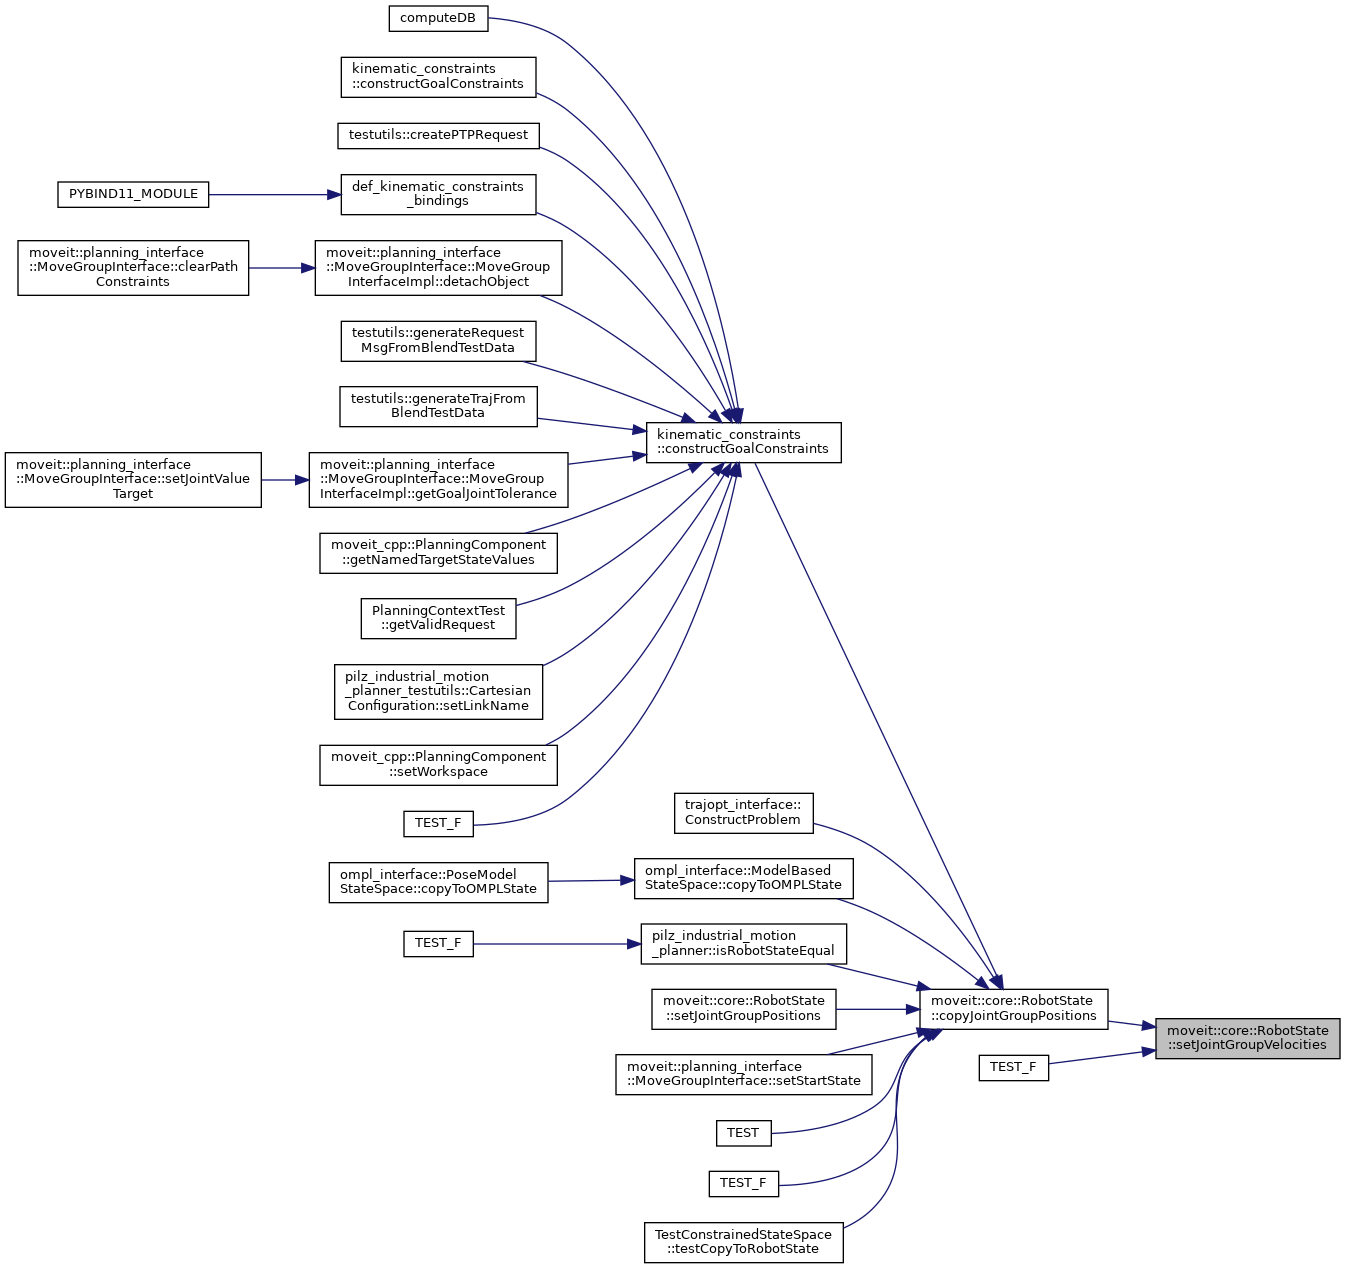 computeDB
kinematic_constraints
::constructGoalConstraints
testutils::createPTPRequest
PYBIND11_MODULE
def_kinematic_constraints
_bindings
moveit::planning_interface
::MoveGroupInterface::clearPath
Constraints
moveit::planning_interface
::MoveGroupInterface::MoveGroup
InterfaceImpl::detachObject
testutils::generateRequest
MsgFromBlendTestData
testutils::generateTrajFrom
BlendTestData
kinematic_constraints
::constructGoalConstraints
moveit::planning_interface
::MoveGroupInterface::setJointValue
Target
moveit::planning_interface
::MoveGroupInterface::MoveGroup
InterfaceImpl::getGoalJointTolerance
moveit_cpp::PlanningComponent
::getNamedTargetStateValues
PlanningContextTest
::getValidRequest
pilz_industrial_motion
_planner_testutils::Cartesian
Configuration::setLinkName
moveit_cpp::PlanningComponent
::setWorkspace
TEST_F
trajopt_interface::
ConstructProblem
ompl_interface::PoseModel
StateSpace::copyToOMPLState
ompl_interface::ModelBased
StateSpace::copyToOMPLState
TEST_F
pilz_industrial_motion
_planner::isRobotStateEqual
moveit::core::RobotState
::setJointGroupPositions
moveit::core::RobotState
::copyJointGroupPositions
moveit::core::RobotState
::setJointGroupVelocities
moveit::planning_interface
::MoveGroupInterface::setStartState
TEST_F
TEST
TEST_F
TestConstrainedStateSpace
::testCopyToRobotState